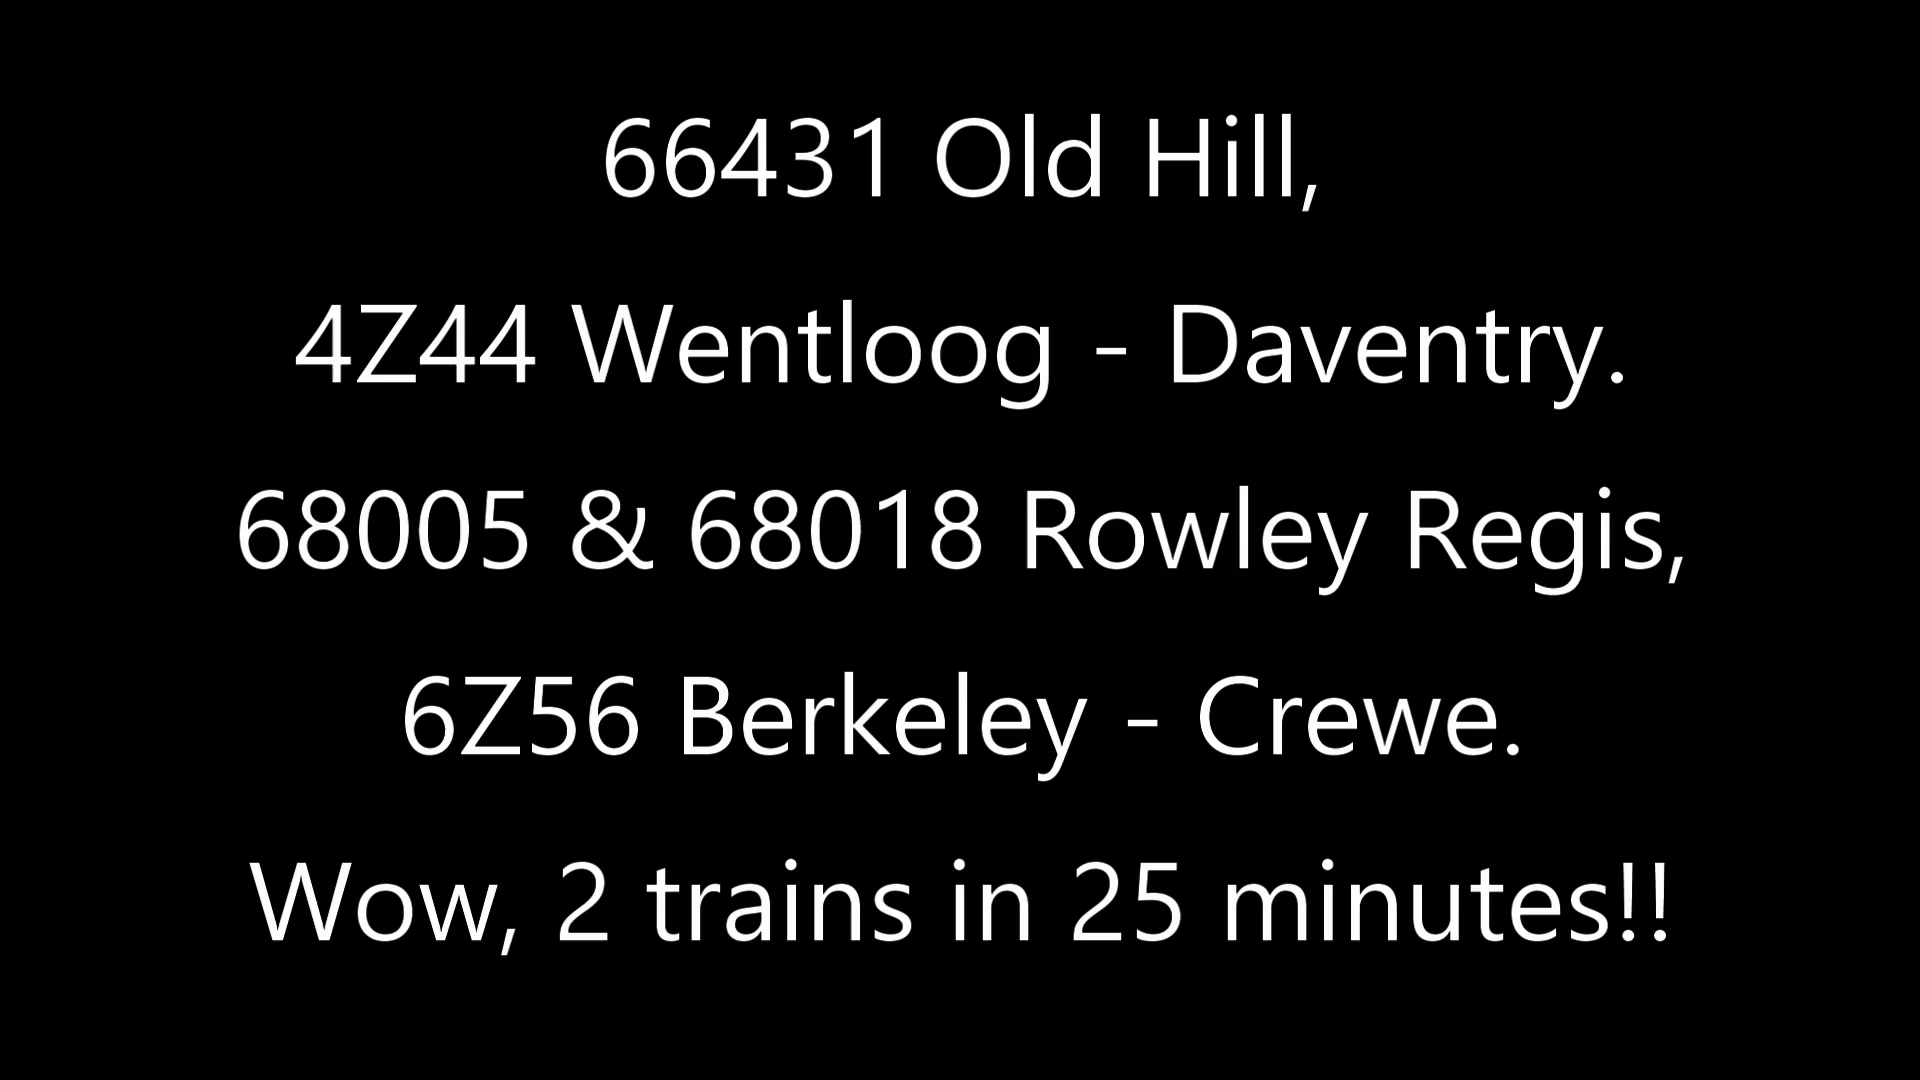 66431 Old Hill,
4Z44 Wentloog - Daventry.
68005 & 68018 Rowley Regis,
6Z56 Berkeley - Crewe.
Wow, 2 trains in 25 minutes!!